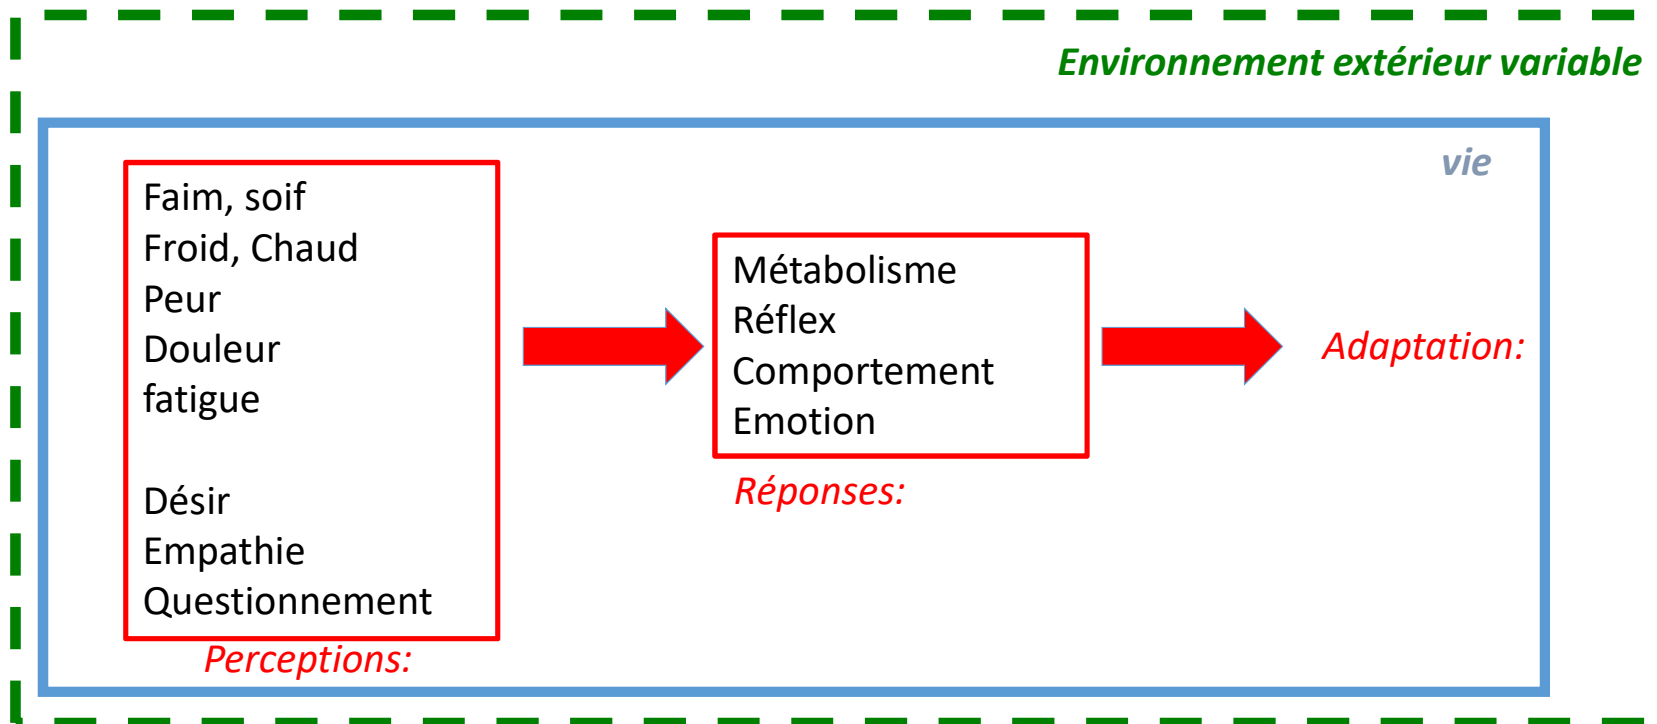 Environnement extérieur variable
vie
Faim, soif
Froid, Chaud
Peur
Douleur
fatigue
Désir
Empathie
Questionnement
Perceptions:
Métabolisme
Réflex
Comportement
Emotion
Réponses:
Adaptation: